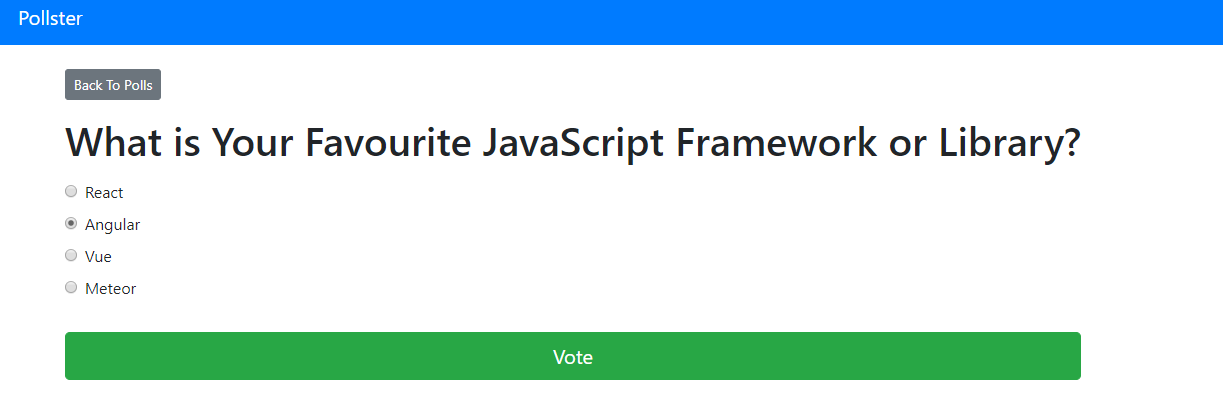 Pollster
Back To Polls
What is Your Favourite JavaScript Framework or Library?
React
Angular
Vue
Meteor
Vote